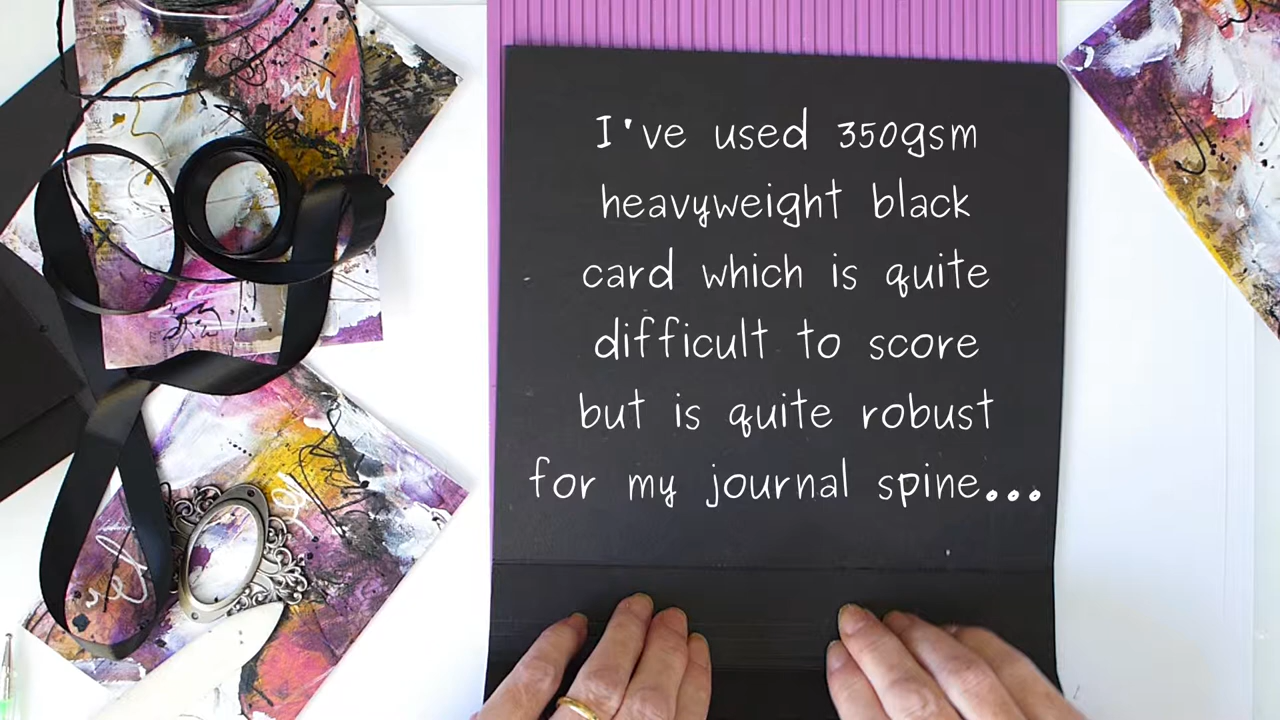 I've used 350gsm
heavyweight black
card which is quite
difficult to score
but is quite robust
for my journal spine...